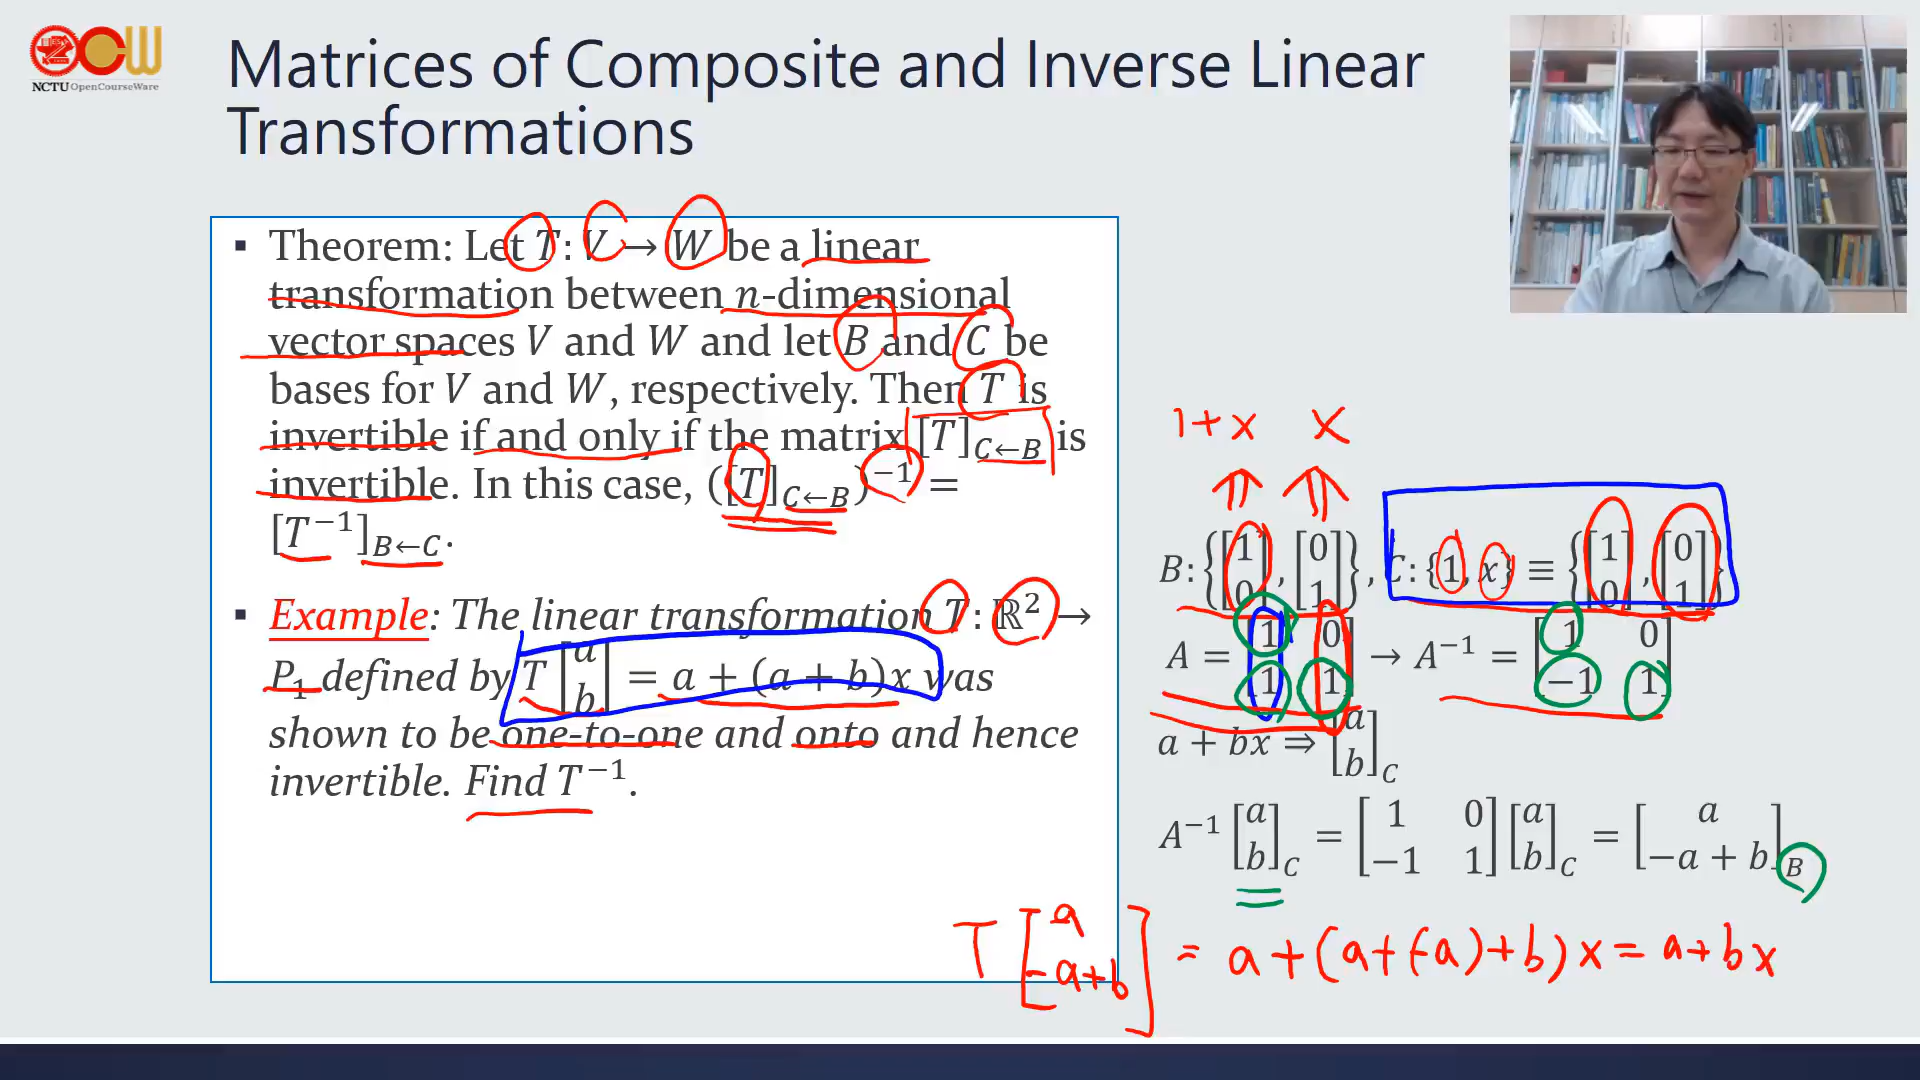 NCTU OpenCourseWare
Matrices of Composite and Inverse Linear
Transformations
▪ Theorem: Let T: V → W be a linear
transformation between n-dimensional
vector spaces V and W and let B and C be
bases for V and W, respectively. Then T is
invertible if and only if the matrix [T]_{C←B} is
invertible. In this case, ([T]_{C←B})^{−1} =
[T^{−1}]_{B←C}.
▪ Example: The linear transformation T: ℝ² →
P₁ defined by T [a b] = a + (a + b)x was
shown to be one-to-one and onto and hence
invertible. Find T^{−1}.
1+x x
B: {[1 0], [0 1]}, C: {1, x} ≡ {[1 0], [0 1]}
A = [1 0; 1 1] → A^{−1} = [1 0; −1 1]
a + bx ⇒ [a b]_C
A^{−1} [a b]_C = [1 0; −1 1] [a b]_C = [a −a + b]_B
T [a −a+b] = a+(a+(−a)+b)x = a+bx